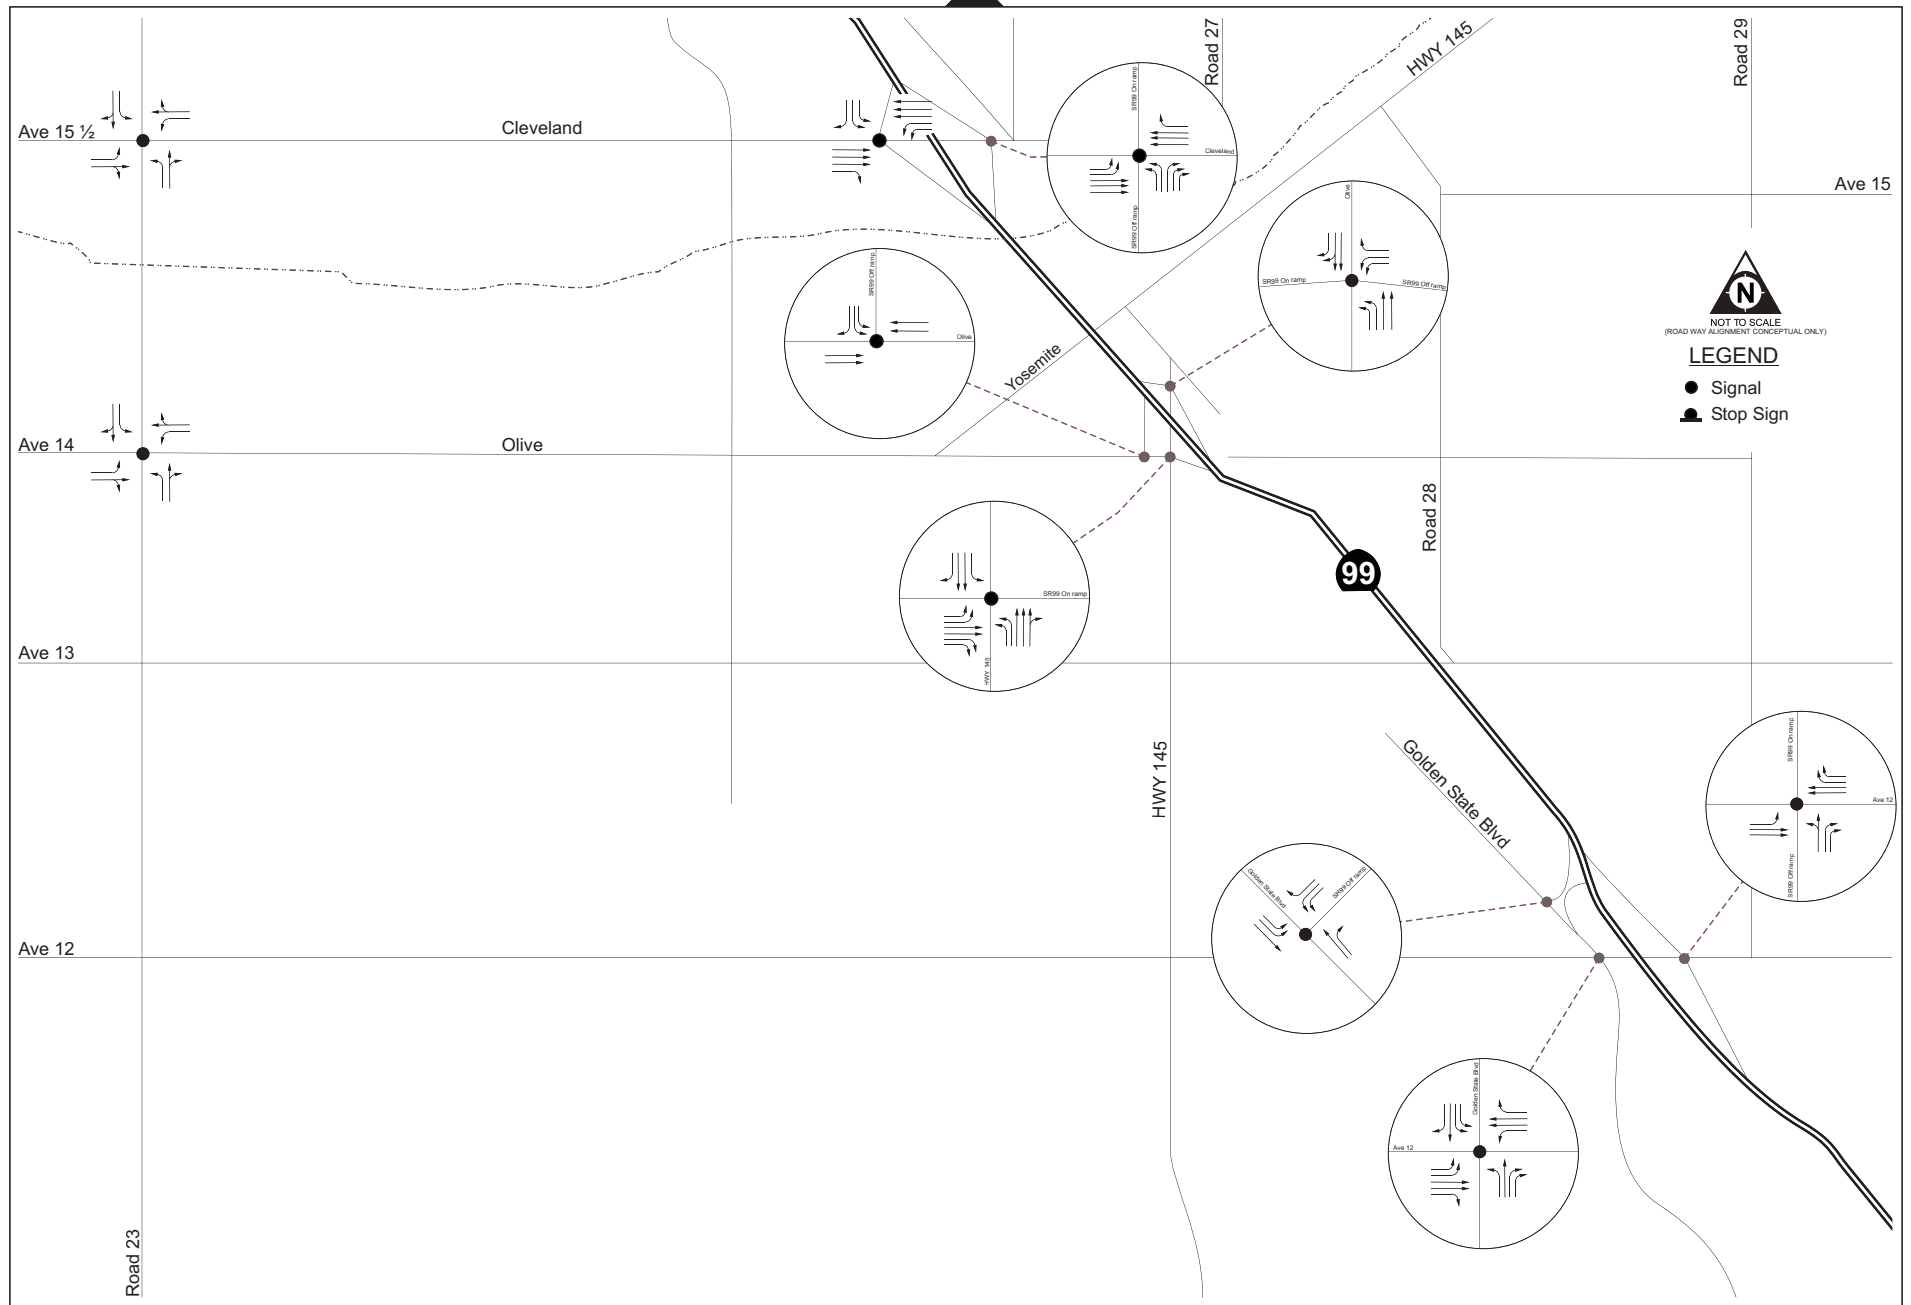 Road 27
HWY 145
Road 29
Ave 15 ½
Cleveland
SR99 On ramp
Cleveland
SR99 Off ramp
Ave 15
Olive
SR99 On ramp
SR99 Off ramp
SR99 Off ramp
Olive
N
NOT TO SCALE
(ROAD WAY ALIGNMENT CONCEPTUAL ONLY)
LEGEND
Signal
Stop Sign
Yosemite
Ave 14
Olive
Road 28
99
SR99 On ramp
HWY 145
Ave 13
HWY 145
Golden State Blvd
SR99 On ramp
Ave 12
SR99 Off ramp
Golden State Blvd
SR99 Off ramp
Ave 12
Golden State Blvd
Ave 12
Road 23